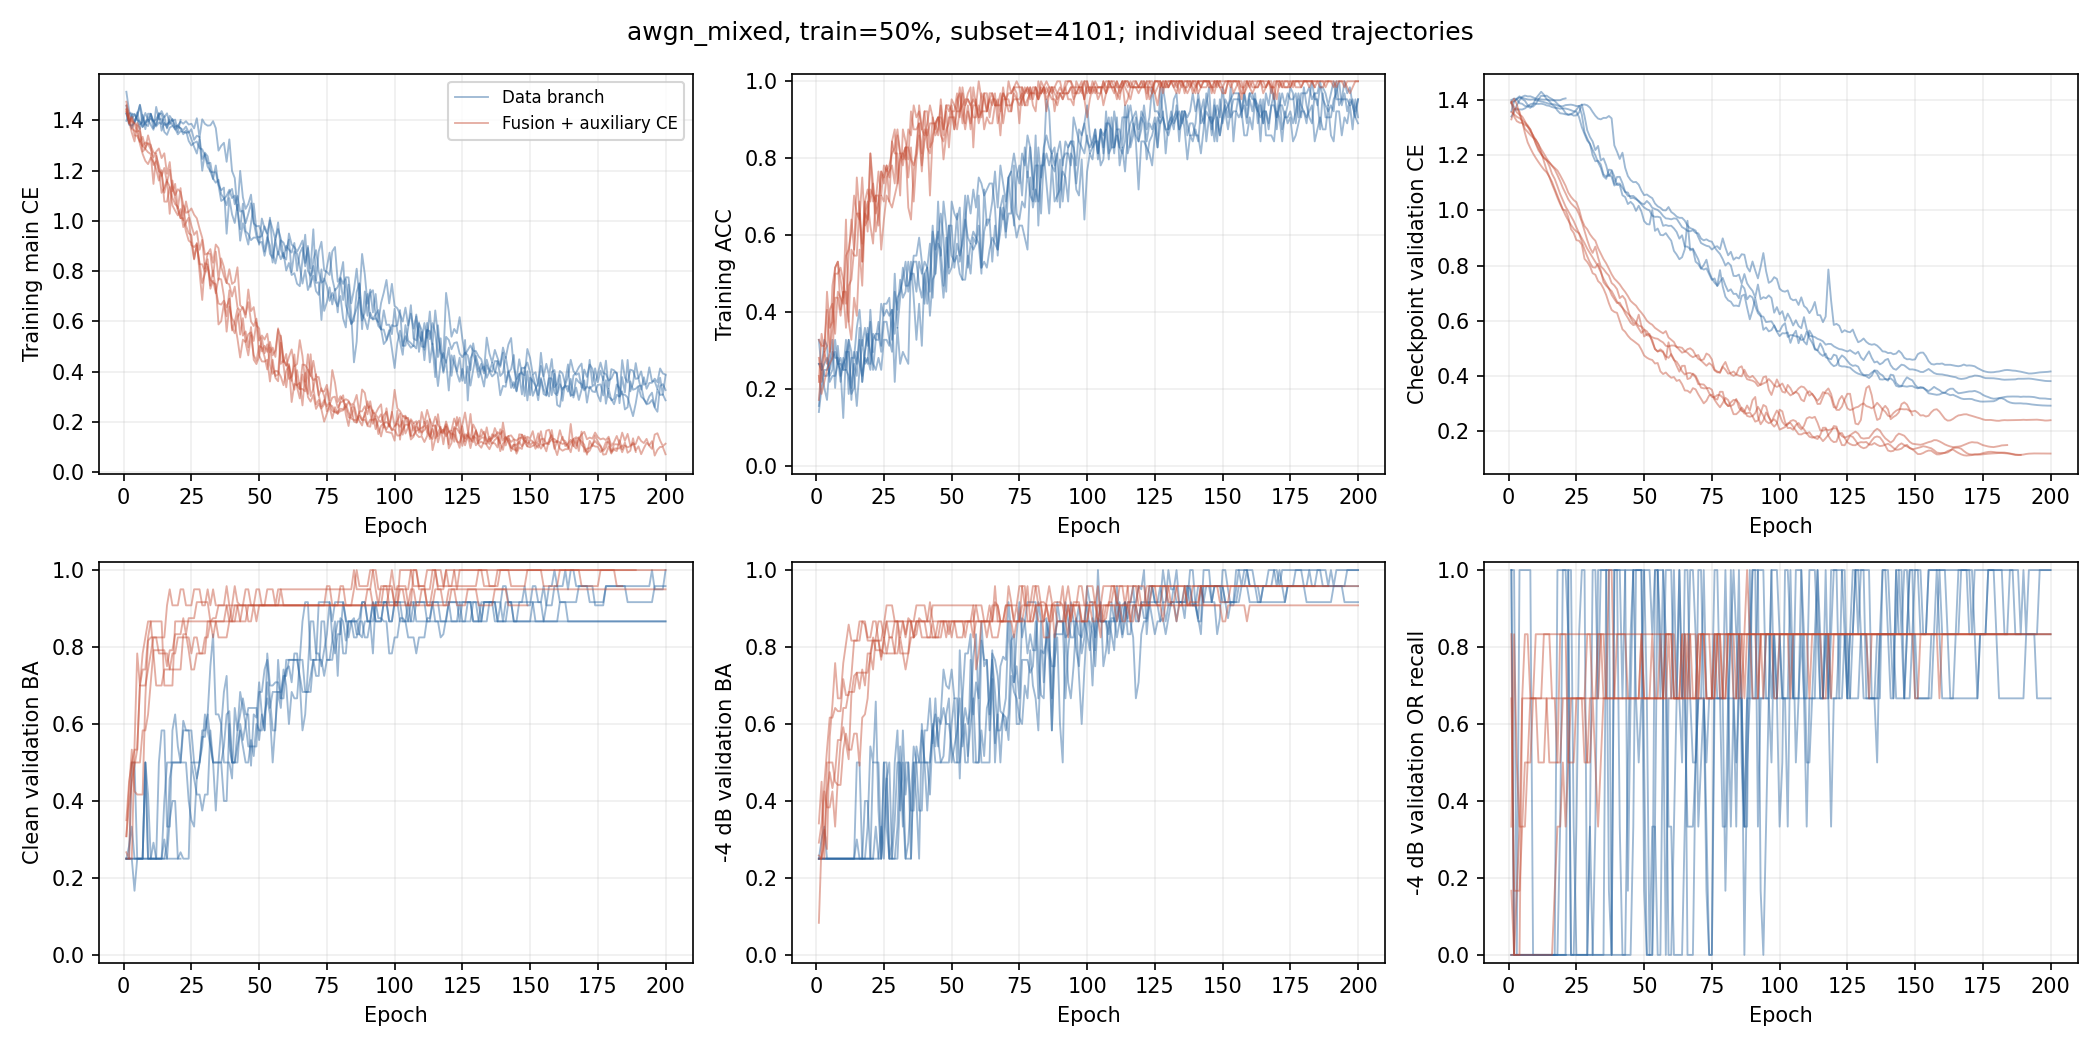 awgn_mixed, train=50%, subset=4101; individual seed trajectories
Training main CE
1.4
1.2
1.0
0.8
0.6
0.4
0.2
0.0
Data branch
Fusion + auxiliary CE
0 25 50 75 100 125 150 175 200
Epoch
Training ACC
1.0
0.8
0.6
0.4
0.2
0.0
0 25 50 75 100 125 150 175 200
Epoch
Checkpoint validation CE
1.4
1.2
1.0
0.8
0.6
0.4
0.2
0 25 50 75 100 125 150 175 200
Epoch
Clean validation BA
1.0
0.8
0.6
0.4
0.2
0.0
0 25 50 75 100 125 150 175 200
Epoch
-4 dB validation BA
1.0
0.8
0.6
0.4
0.2
0.0
0 25 50 75 100 125 150 175 200
Epoch
-4 dB validation OR recall
1.0
0.8
0.6
0.4
0.2
0.0
0 25 50 75 100 125 150 175 200
Epoch